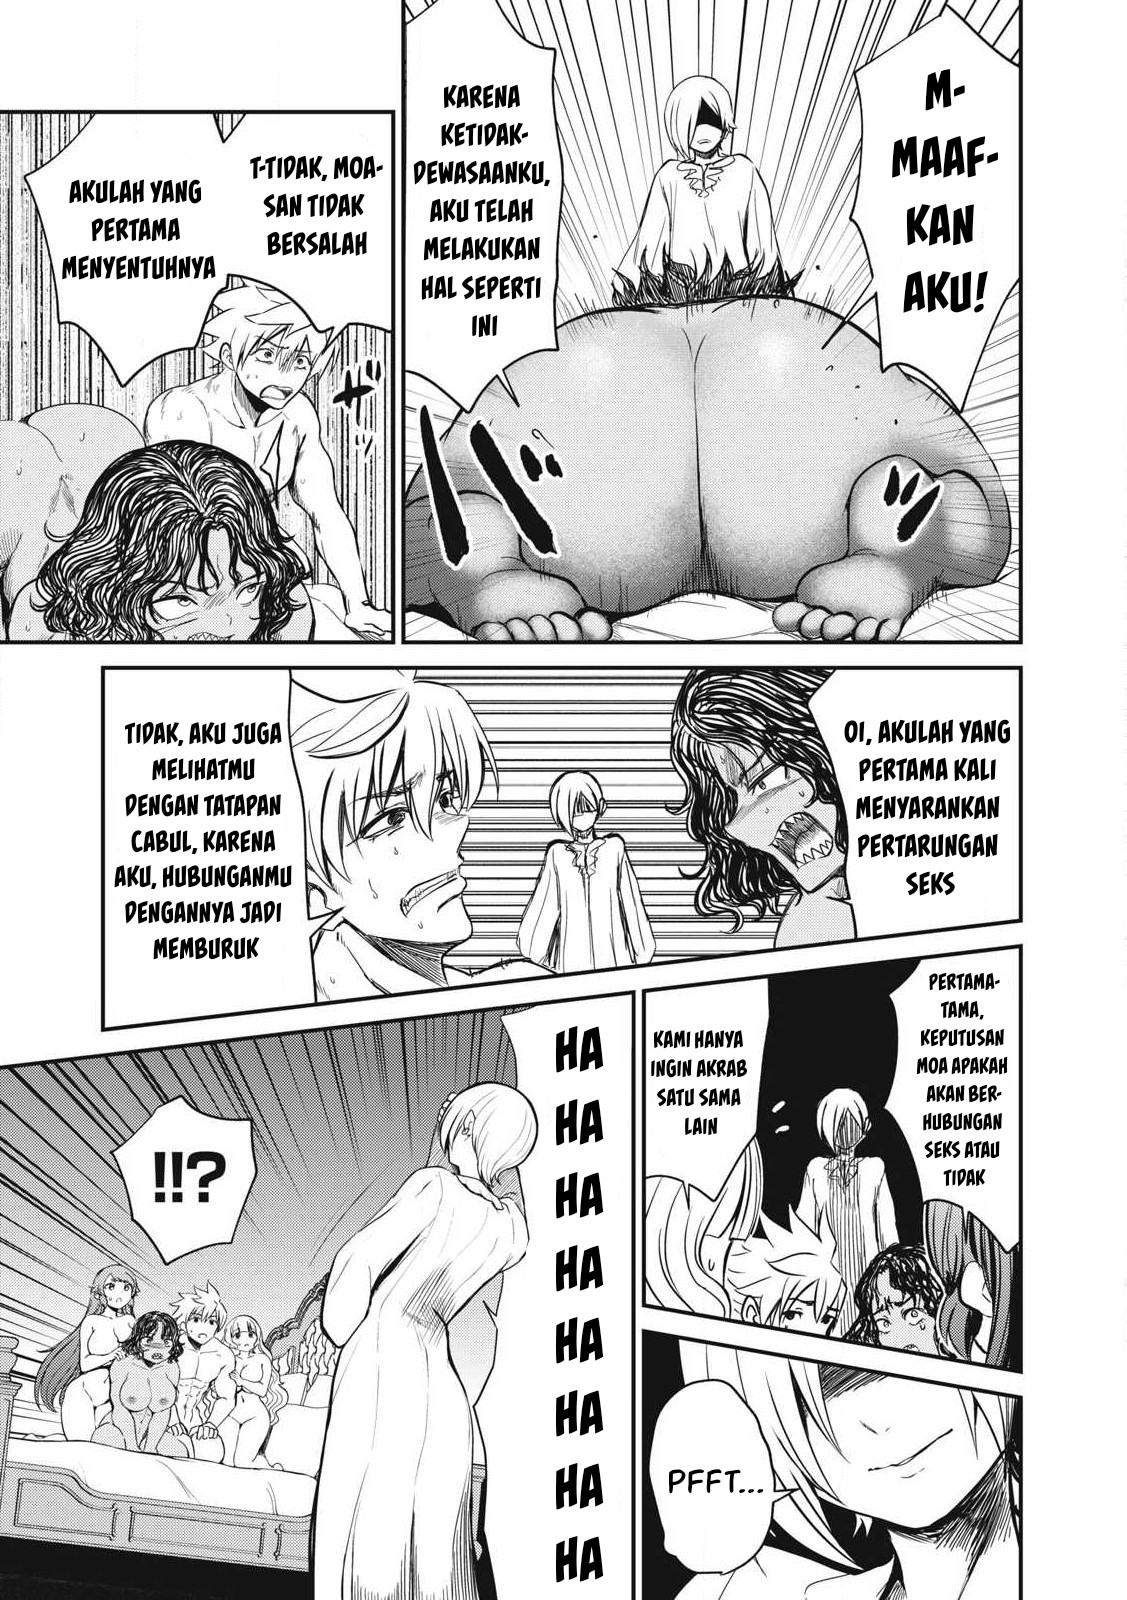 M-
MAAF-
KAN
AKU!
KARENA
KETIDAK-
DEWASAANKU,
AKU TELAH
MELAKUKAN
HAL SEPERTI
INI
T-TIDAK, MOA-
SAN TIDAK
BERSALAH
AKULAH YANG
PERTAMA
MENYENTUHNYA
OI, AKULAH YANG
PERTAMA KALI
MENYARANKAN
PERTARUNGAN
SEKS
TIDAK, AKU JUGA
MELIHATMU
DENGAN TATAPAN
CABUL, KARENA
AKU, HUBUNGANMU
DENGANNYA JADI
MEMBURUK
PERTAMA-
TAMA,
KEPUTUSAN
MOA APAKAH
AKAN BER-
HUBUNGAN
SEKS ATAU
TIDAK
KAMI HANYA
INGIN AKRAB
SATU SAMA
LAIN
PFFT...
HA
HA
HA
HA
HA
HA
HA
HA
!!?